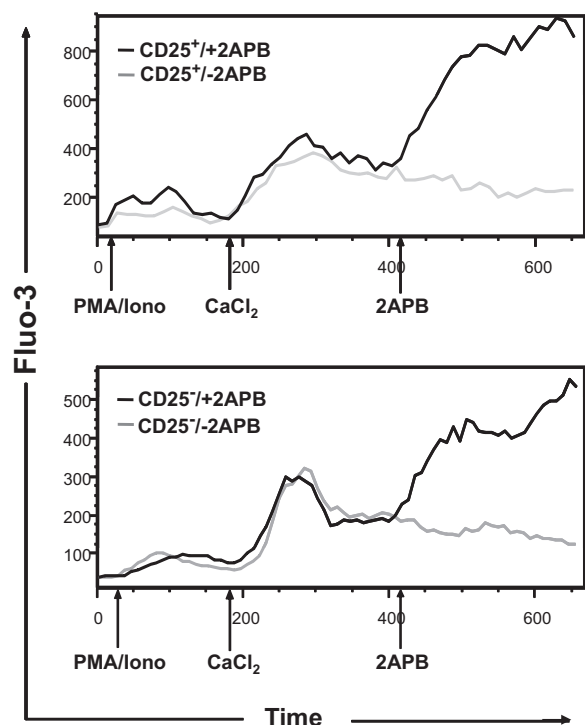 Fluo-3
800
600
400
200
CD25⁺/+2APB
CD25⁺/-2APB
0 200 400 600
PMA/Iono CaCl₂ 2APB
500
400
300
200
100
CD25⁻/+2APB
CD25⁻/-2APB
0 200 400 600
PMA/Iono CaCl₂ 2APB
Time